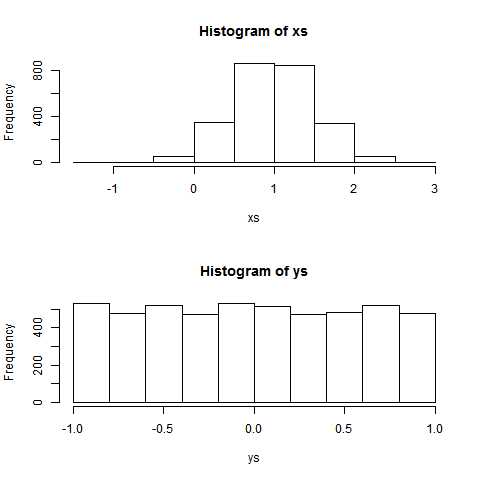 Histogram of xs
Frequency
800
400
0
-1 0 1 2 3
xs
Histogram of ys
Frequency
400
200
0
-1.0 -0.5 0.0 0.5 1.0
ys